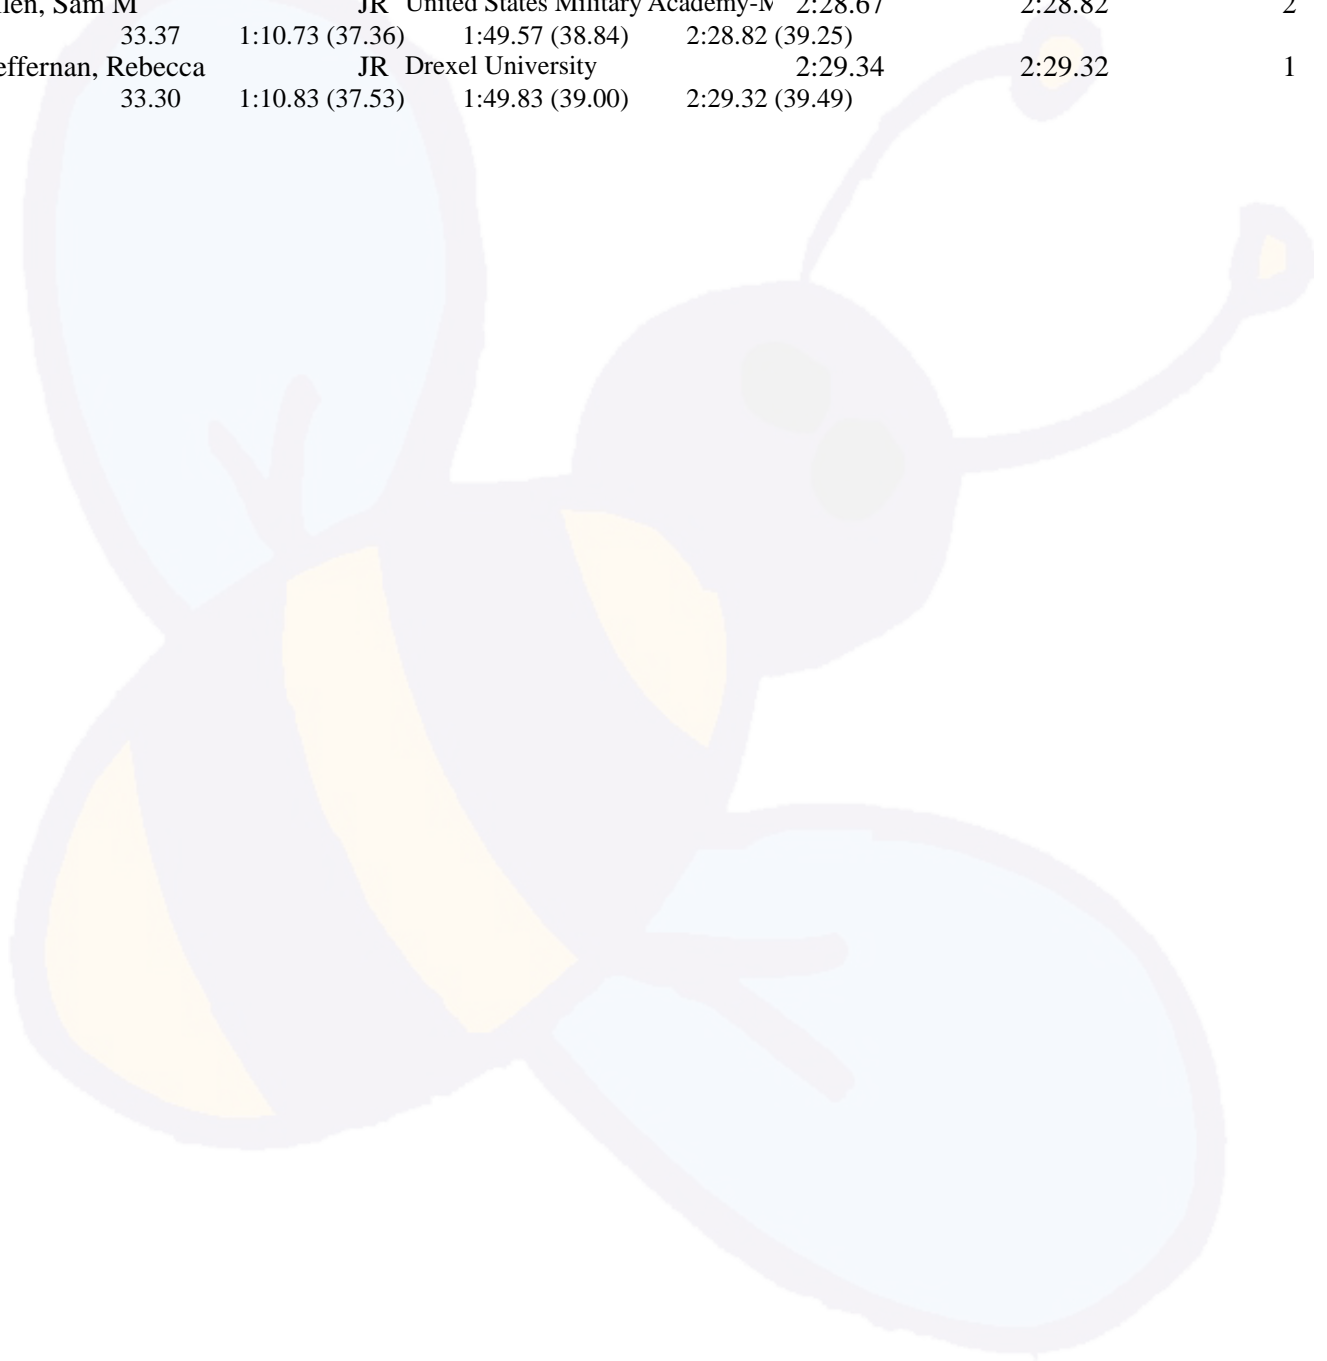 Sam M JR United States Military Academy-M 2:28.67 2:28.82 2
33.37 1:10.73 (37.36) 1:49.57 (38.84) 2:28.82 (39.25)
effernan, Rebecca JR Drexel University 2:29.34 2:29.32 1
33.30 1:10.83 (37.53) 1:49.83 (39.00) 2:29.32 (39.49)